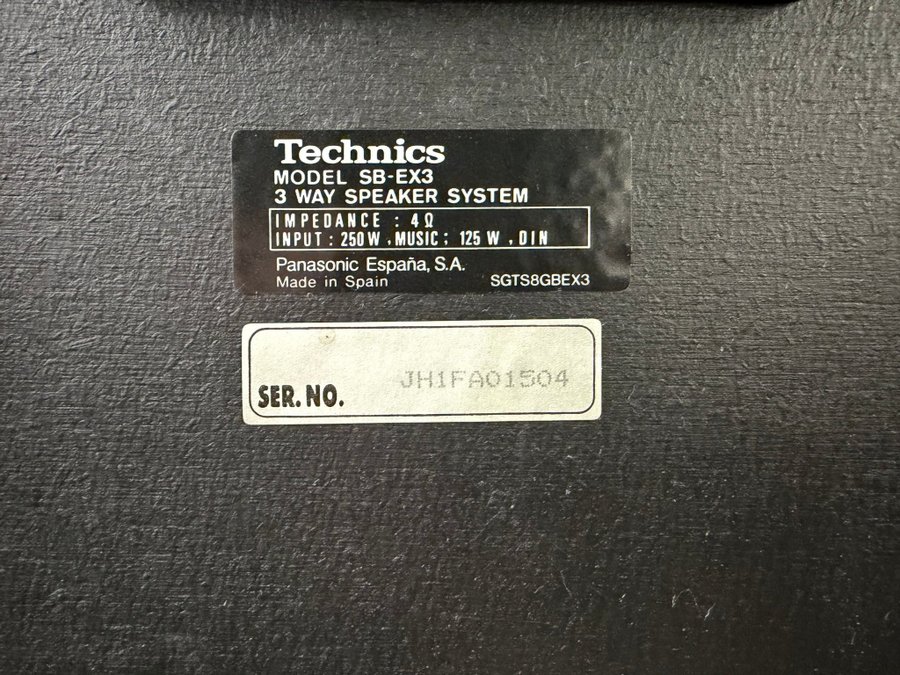 Technics
MODEL SB-EX3
3 WAY SPEAKER SYSTEM
IMPEDANCE : 4Ω
INPUT : 250W , MUSIC ; 125 W , DIN
Panasonic España, S.A.
Made in Spain SGTS8GBEX3
SER. NO. JH1FA01504